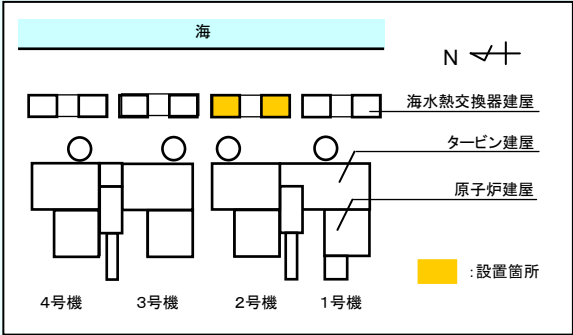 海
N
海水熱交換器建屋
タービン建屋
原子炉建屋
:設置箇所
4号機
3号機
2号機
1号機